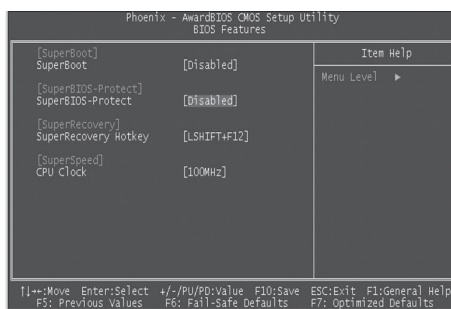 Phoenix - AwardBIOS CMOS Setup Utility
BIOS Features
[SuperBoot]
SuperBoot [Disabled]
[SuperBIOS-Protect]
SuperBIOS-Protect [Disabled]
[SuperRecovery]
SuperRecovery Hotkey [LSHIFT+F12]
[SuperSpeed]
CPU Clock [100MHz]
Item Help
Menu Level ►
↑↓→←:Move Enter:Select +/-/PU/PD:Value F10:Save ESC:Exit F1:General Help
F5: Previous Values F6: Fail-Safe Defaults F7: Optimized Defaults